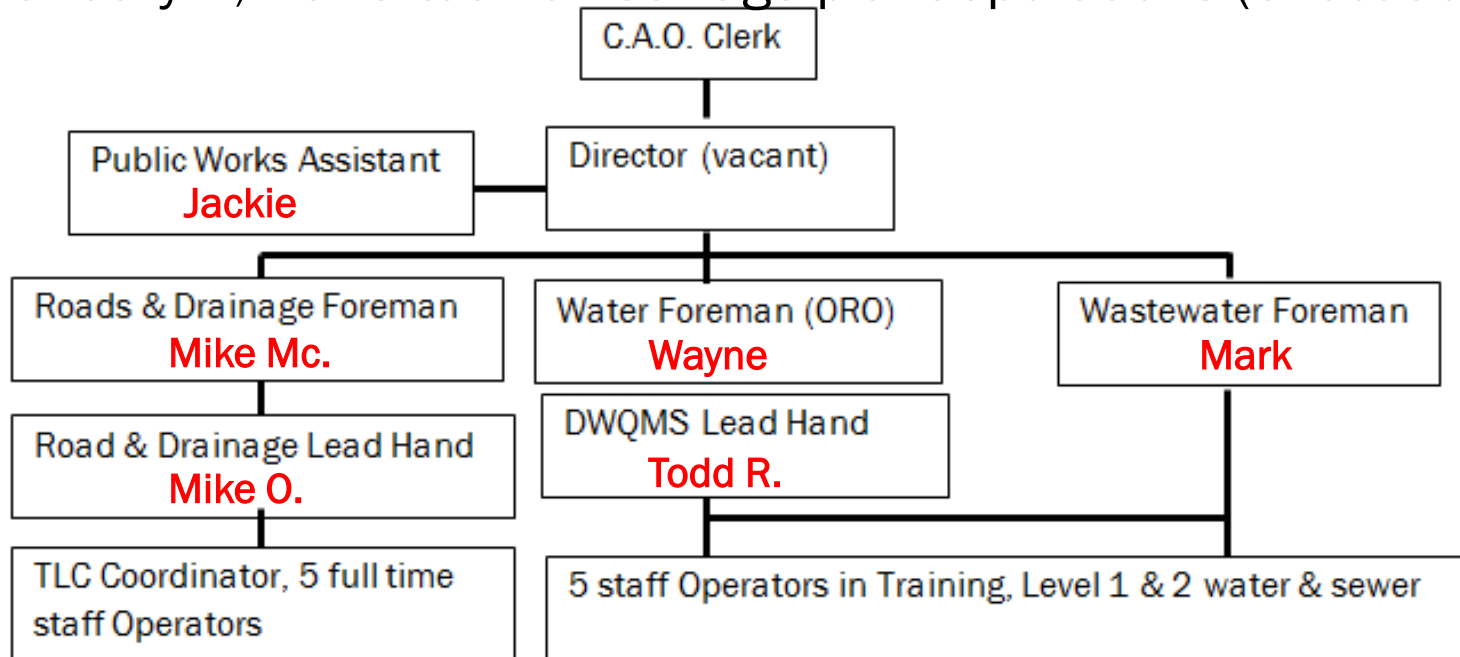 C.A.O. Clerk
Public Works Assistant
Jackie
Director (vacant)
Roads & Drainage Foreman
Mike Mc.
Water Foreman (ORO)
Wayne
Wastewater Foreman
Mark
Road & Drainage Lead Hand
Mike O.
DWQMS Lead Hand
Todd R.
TLC Coordinator, 5 full time
staff Operators
5 staff Operators in Training, Level 1 & 2 water & sewer